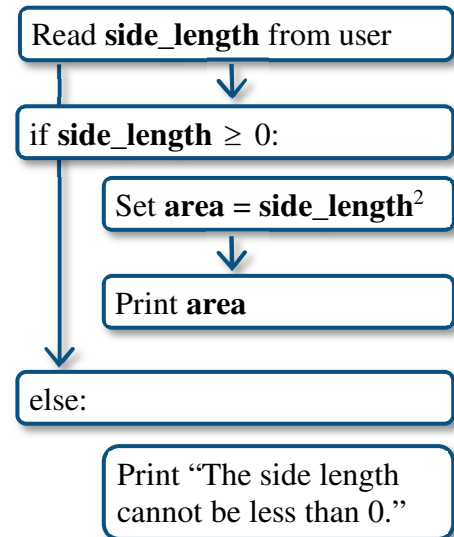 Read side_length from user
if side_length ≥ 0:
Set area = side_length²
Print area
else:
Print “The side length
cannot be less than 0.”